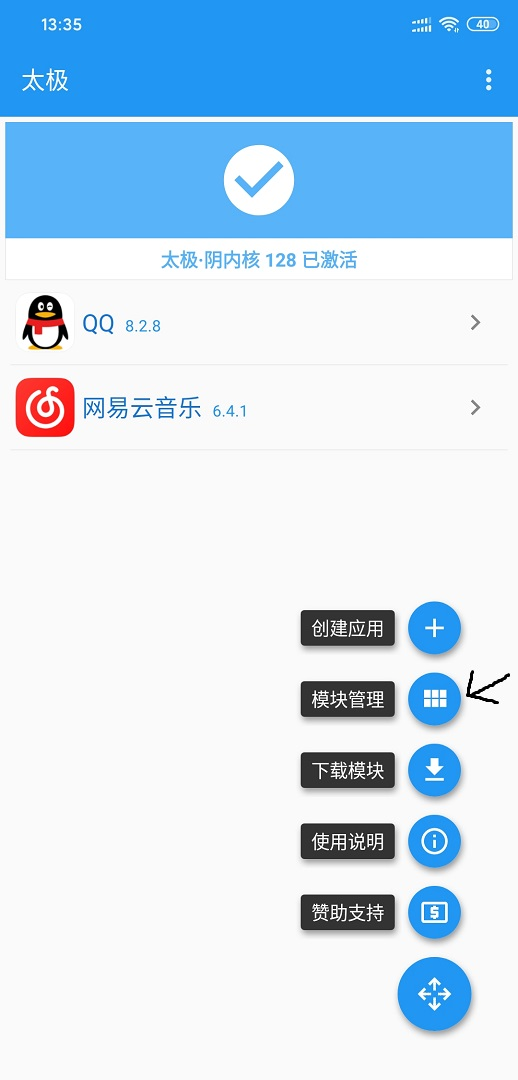 13:35
40
太极
太极·阴内核 128 已激活
QQ 8.2.8
网易云音乐 6.4.1
创建应用
模块管理
下载模块
使用说明
赞助支持